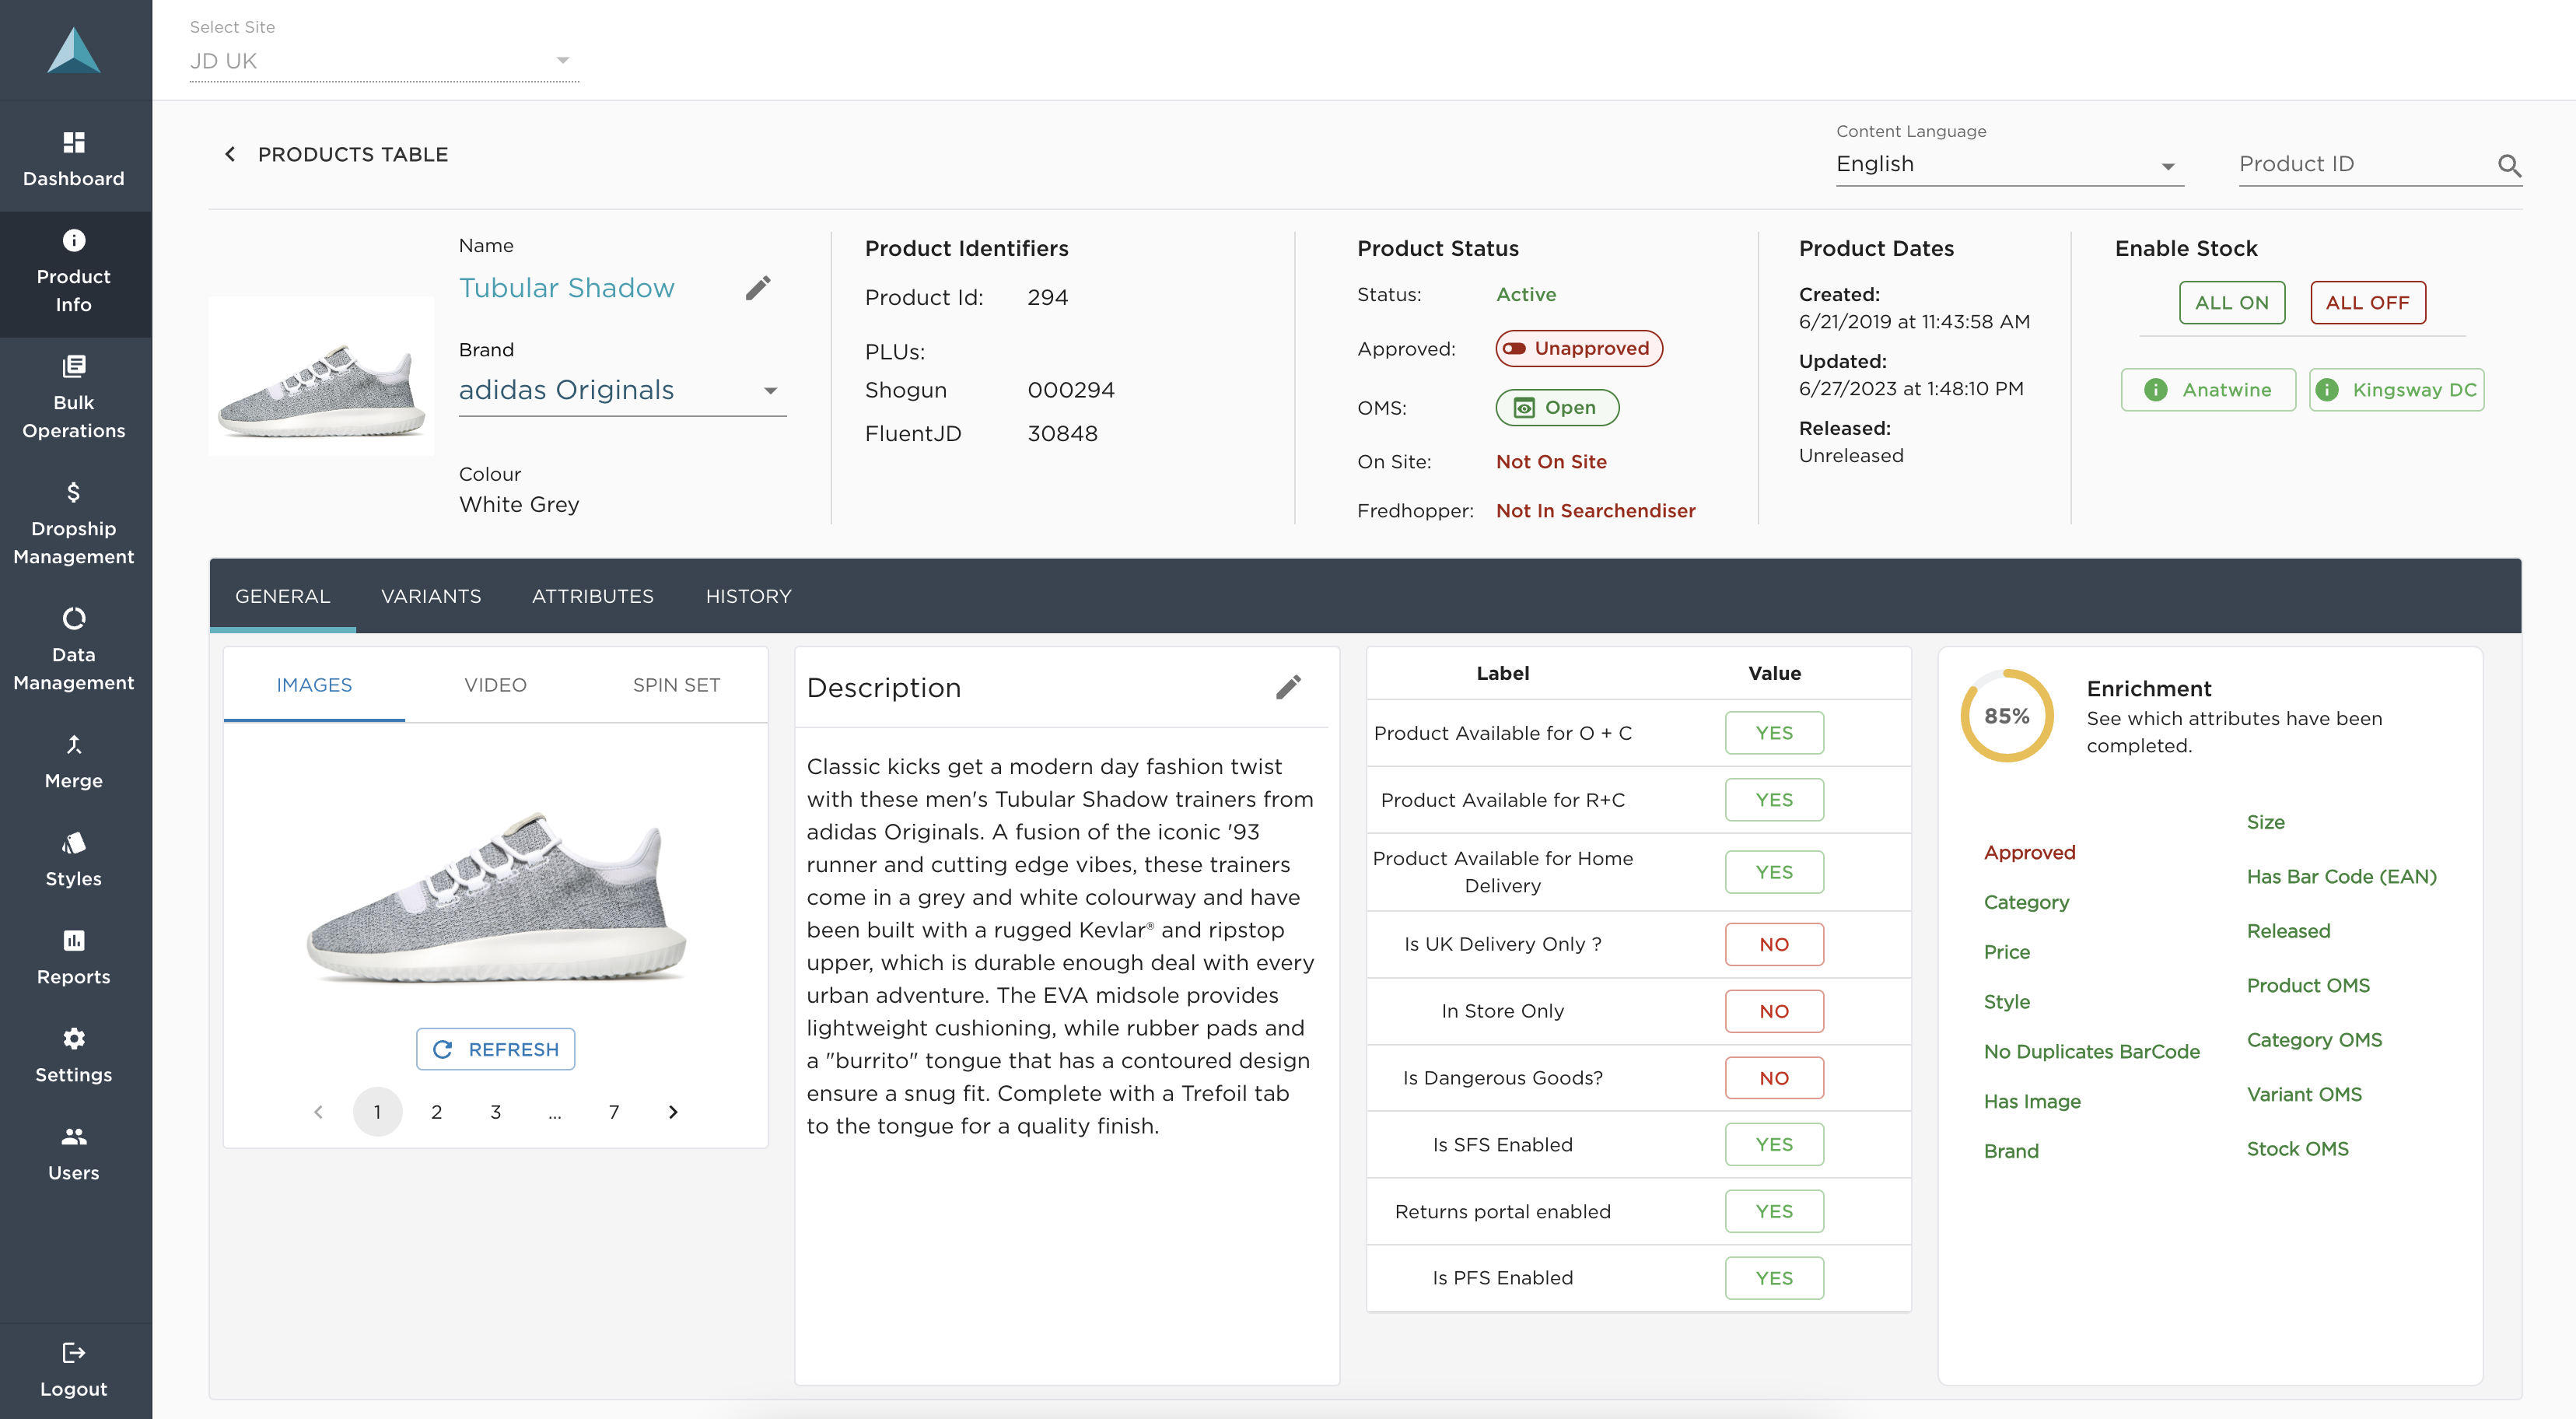 Select Site
JD UK
Dashboard
Product
Info
Bulk
Operations
Dropship
Management
Data
Management
Merge
Styles
Reports
Settings
Users
Logout
PRODUCTS TABLE
Content Language
English
Product ID
Name
Tubular Shadow
Brand
adidas Originals
Colour
White Grey
Product Identifiers
Product Id: 294
PLUs:
Shogun 000294
FluentJD 30848
Product Status
Status: Active
Approved: Unapproved
OMS: Open
On Site: Not On Site
Fredhopper: Not In Searchendiser
Product Dates
Created:
6/21/2019 at 11:43:58 AM
Updated:
6/27/2023 at 1:48:10 PM
Released:
Unreleased
Enable Stock
ALL ON ALL OFF
Anatwine Kingsway DC
GENERAL VARIANTS ATTRIBUTES HISTORY
IMAGES VIDEO SPIN SET
REFRESH
1 2 3 ... 7
Description
Classic kicks get a modern day fashion twist
with these men's Tubular Shadow trainers from
adidas Originals. A fusion of the iconic '93
runner and cutting edge vibes, these trainers
come in a grey and white colourway and have
been built with a rugged Kevlar® and ripstop
upper, which is durable enough deal with every
urban adventure. The EVA midsole provides
lightweight cushioning, while rubber pads and
a "burrito" tongue that has a contoured design
ensure a snug fit. Complete with a Trefoil tab
to the tongue for a quality finish.
Label Value
Product Available for O + C YES
Product Available for R+C YES
Product Available for Home
Delivery YES
Is UK Delivery Only ? NO
In Store Only NO
Is Dangerous Goods? NO
Is SFS Enabled YES
Returns portal enabled YES
Is PFS Enabled YES
85%
Enrichment
See which attributes have been
completed.
Approved
Category
Price
Style
No Duplicates BarCode
Has Image
Brand
Size
Has Bar Code (EAN)
Released
Product OMS
Category OMS
Variant OMS
Stock OMS